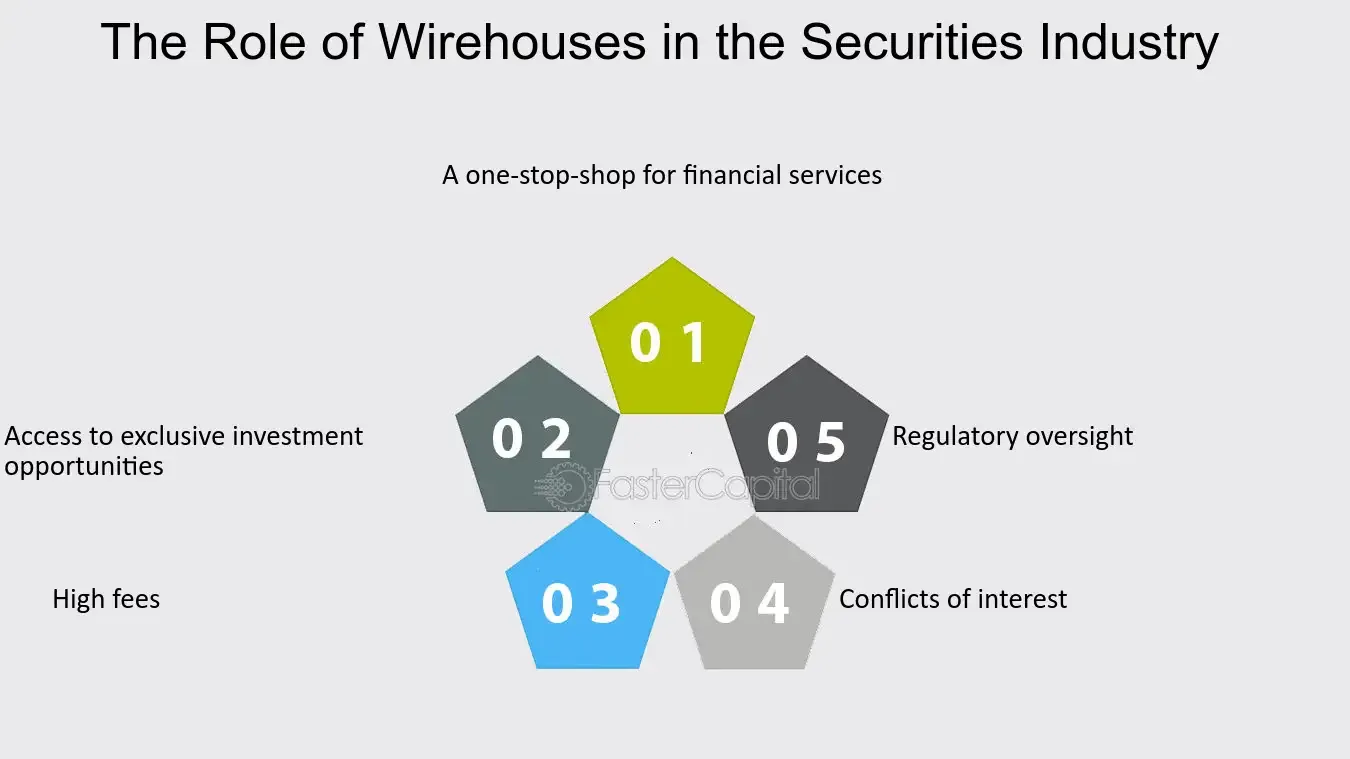 The Role of Wirehouses in the Securities Industry
A one-stop-shop for financial services
0 1
0 2
0 5
Access to exclusive investment
opportunities
Regulatory oversight
FasterCapital
0 3
0 4
High fees
Conflicts of interest